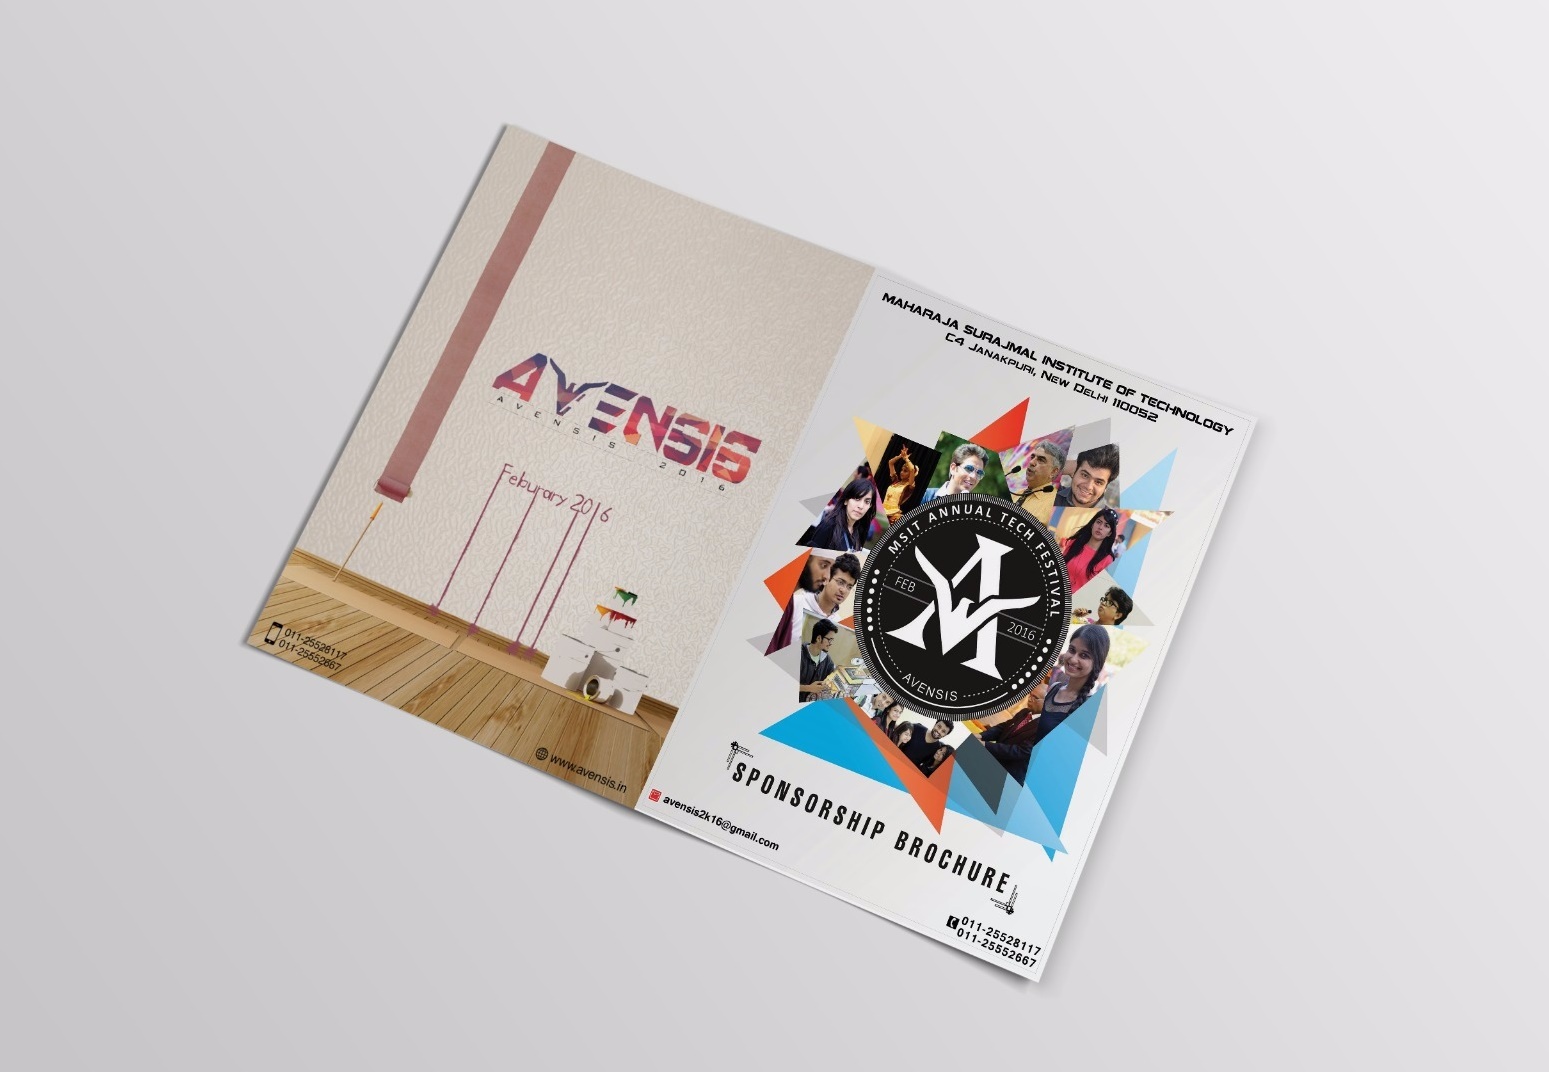 AVENSIS
AVENSIS 2016
Feburary 2016
011-25528117
011-25552667
www.avensis.in
MAHARAJA SURAJMAL INSTITUTE OF TECHNOLOGY
C4 JANAKPURI, NEW DELHI 110052
MSIT ANNUAL TECH FESTIVAL
FEB
2016
AVENSIS
SPONSORSHIP BROCHURE
avensis2k16@gmail.com
011-25528117
011-25552667